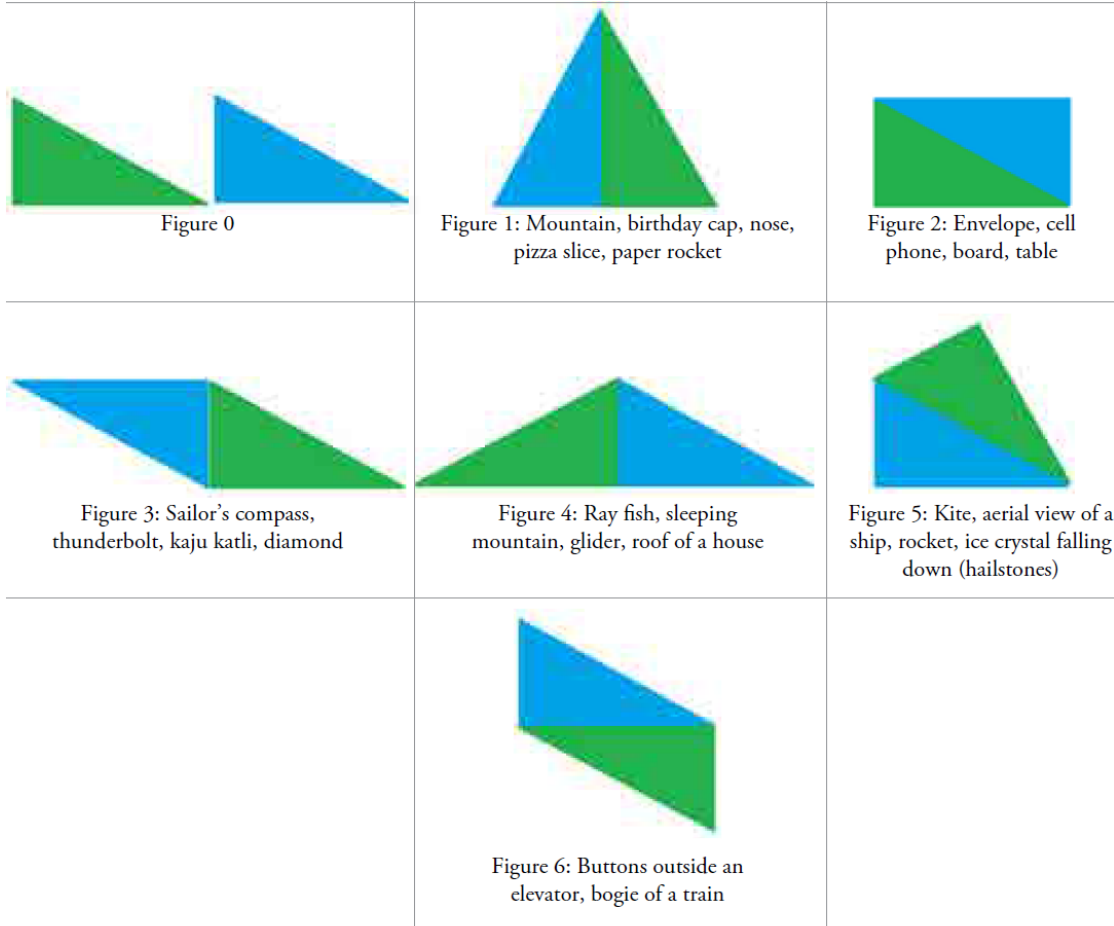 Figure 0
Figure 1: Mountain, birthday cap, nose,
pizza slice, paper rocket
Figure 2: Envelope, cell
phone, board, table
Figure 3: Sailor’s compass,
thunderbolt, kaju katli, diamond
Figure 4: Ray fish, sleeping
mountain, glider, roof of a house
Figure 5: Kite, aerial view of a
ship, rocket, ice crystal falling
down (hailstones)
Figure 6: Buttons outside an
elevator, bogie of a train